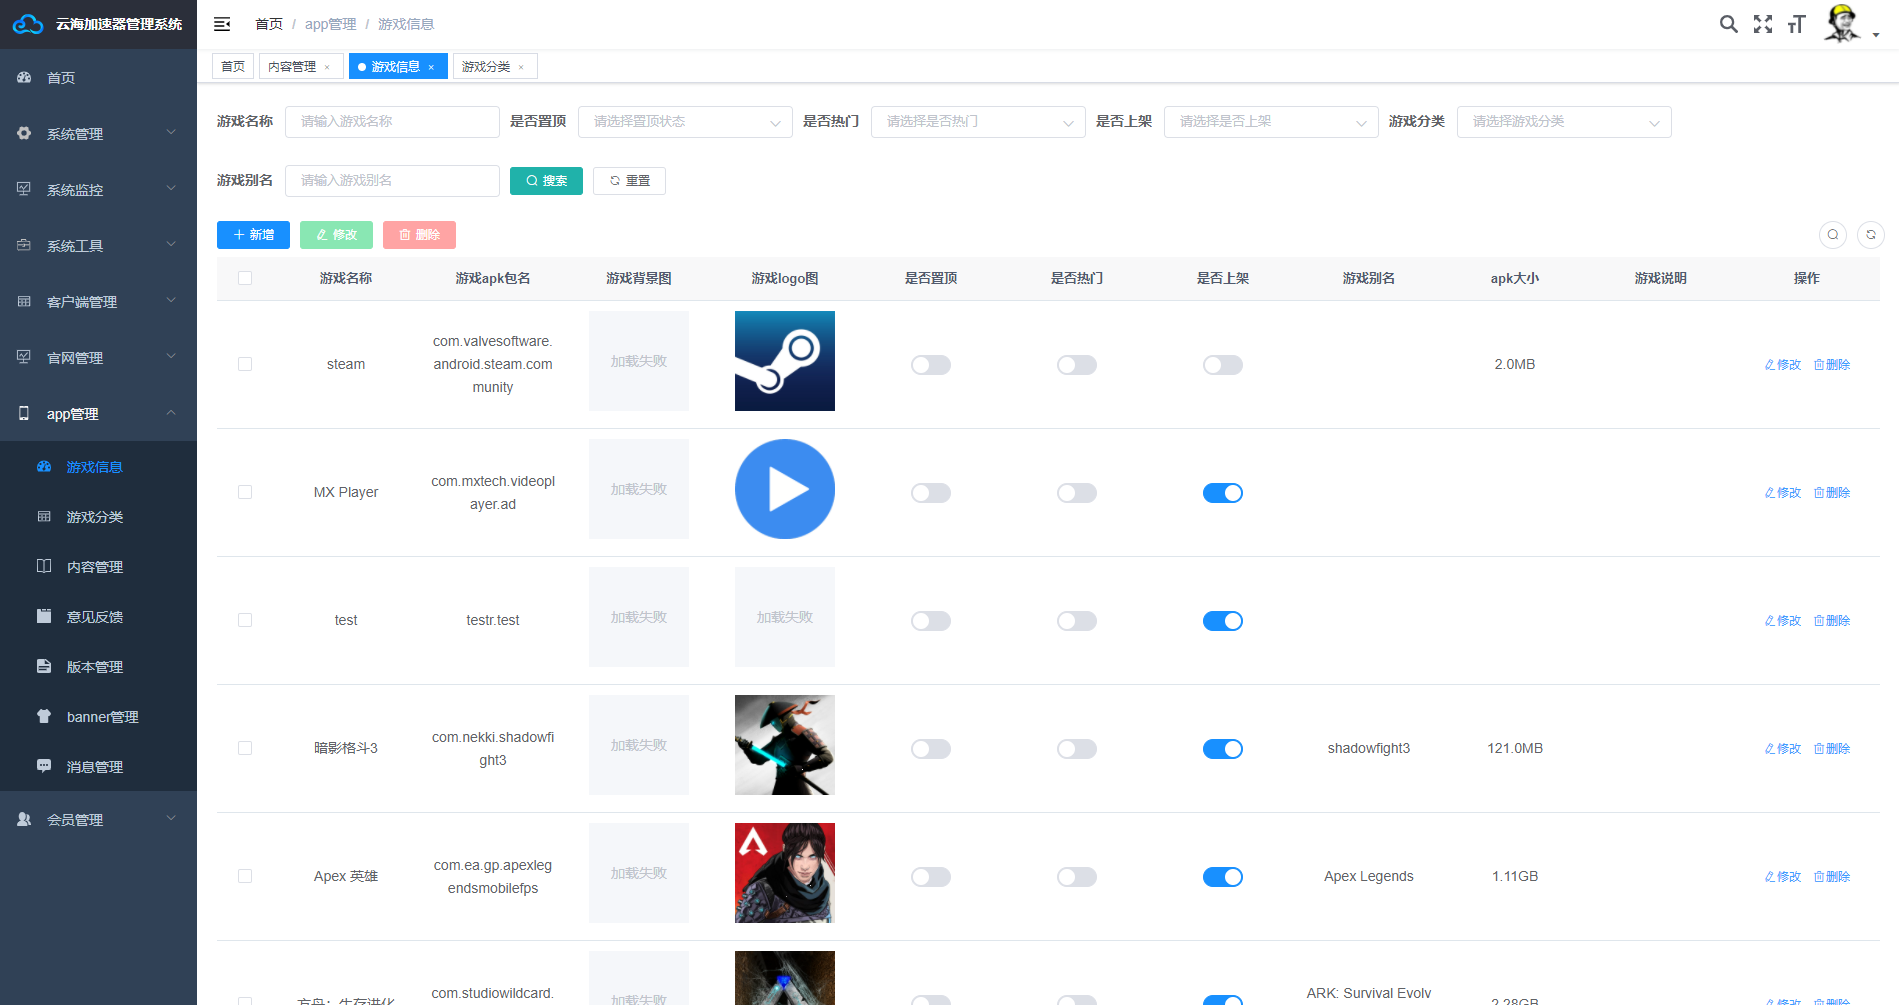 云海加速器管理系统
首页 / app管理 / 游戏信息
首页
内容管理 ×
游戏信息 ×
游戏分类 ×
首页
系统管理
系统监控
系统工具
客户端管理
官网管理
app管理
游戏信息
游戏分类
内容管理
意见反馈
版本管理
banner管理
消息管理
会员管理
游戏名称 请输入游戏名称 是否置顶 请选择置顶状态 是否热门 请选择是否热门 是否上架 请选择是否上架 游戏分类 请选择游戏分类
游戏别名 请输入游戏别名 搜索 重置
新增 修改 删除
游戏名称 游戏apk包名 游戏背景图 游戏logo图 是否置顶 是否热门 是否上架 游戏别名 apk大小 游戏说明 操作
com.valvesoftware.
steam android.steam.com 加载失败 2.0MB 修改 删除
munity
com.mxtech.videopl
MX Player 加载失败 修改 删除
ayer.ad
test testr.test 加载失败 加载失败 修改 删除
com.nekki.shadowfi
暗影格斗3 加载失败 shadowfight3 121.0MB 修改 删除
ght3
com.ea.gp.apexleg
Apex 英雄 加载失败 Apex Legends 1.11GB 修改 删除
endsmobilefps
com.studiowildcard. ARK: Survival Evolv
方舟：生存进化 加载失败 2.28GB 修改 删除